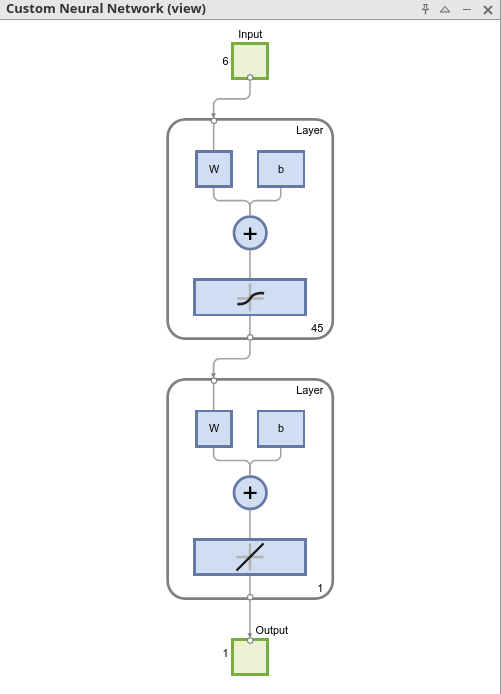 Custom Neural Network (view)
Input
6
Layer
W b
+
45
Layer
W b
+
1
Output
1